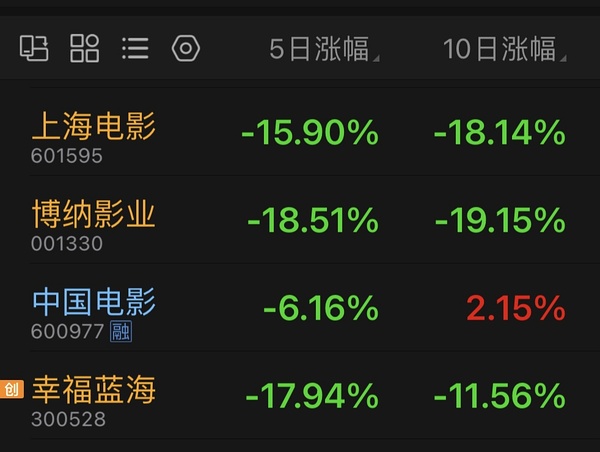 5日涨幅 10日涨幅
上海电影 -15.90% -18.14%
601595
博纳影业 -18.51% -19.15%
001330
中国电影 -6.16% 2.15%
600977 融
创 幸福蓝海 -17.94% -11.56%
300528